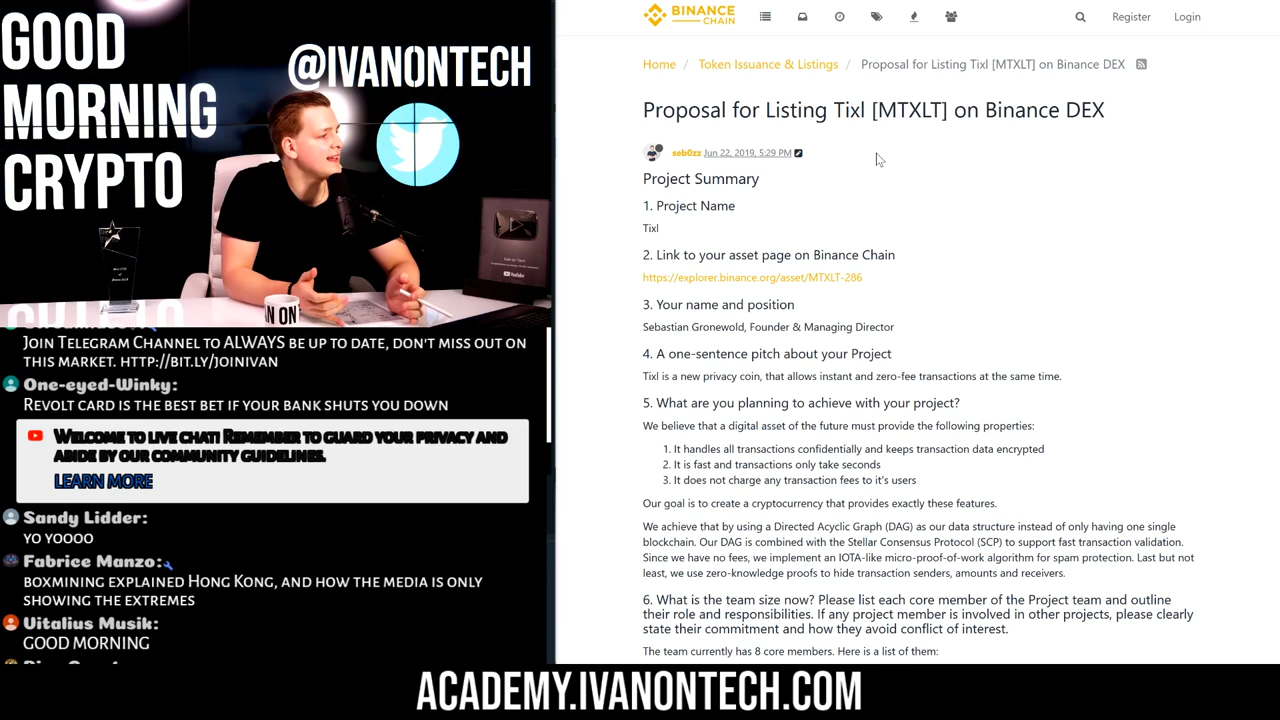 GOOD
MORNING
CRYPTO
@IVANONTECH
YouTube
AN ON
JOIN TELEGRAM CHANNEL TO ALWAYS BE UP TO DATE, DON'T MISS OUT ON
THIS MARKET. HTTP://BIT.LY/JOINIVAN
One-eyed-Winky:
REVOLT CARD IS THE BEST BET IF YOUR BANK SHUTS YOU DOWN
WELCOME TO LIVE CHAT! REMEMBER TO GUARD YOUR PRIVACY AND
ABIDE BY OUR COMMUNITY GUIDELINES.
LEARN MORE
Sandy Lidder:
YO YOOOO
Fabrice Manzo:
BOXMINING EXPLAINED HONG KONG, AND HOW THE MEDIA IS ONLY
SHOWING THE EXTREMES
Vitalius Musik:
GOOD MORNING
BINANCE
CHAIN
Register Login
Home / Token Issuance & Listings / Proposal for Listing Tixl [MTXLT] on Binance DEX
Proposal for Listing Tixl [MTXLT] on Binance DEX
seb0zz Jun 22, 2019, 5:29 PM
Project Summary
1. Project Name
Tixl
2. Link to your asset page on Binance Chain
https://explorer.binance.org/asset/MTXLT-286
3. Your name and position
Sebastian Gronewold, Founder & Managing Director
4. A one-sentence pitch about your Project
Tixl is a new privacy coin, that allows instant and zero-fee transactions at the same time.
5. What are you planning to achieve with your project?
We believe that a digital asset of the future must provide the following properties:
1. It handles all transactions confidentially and keeps transaction data encrypted
2. It is fast and transactions only take seconds
3. It does not charge any transaction fees to it's users
Our goal is to create a cryptocurrency that provides exactly these features.
We achieve that by using a Directed Acyclic Graph (DAG) as our data structure instead of only having one single
blockchain. Our DAG is combined with the Stellar Consensus Protocol (SCP) to support fast transaction validation.
Since we have no fees, we implement an IOTA-like micro-proof-of-work algorithm for spam protection. Last but not
least, we use zero-knowledge proofs to hide transaction senders, amounts and receivers.
6. What is the team size now? Please list each core member of the Project team and outline
their role and responsibilities. If any project member is involved in other projects, please clearly
state their commitment and how they avoid conflict of interest.
The team currently has 8 core members. Here is a list of them:
ACADEMY.IVANONTECH.COM